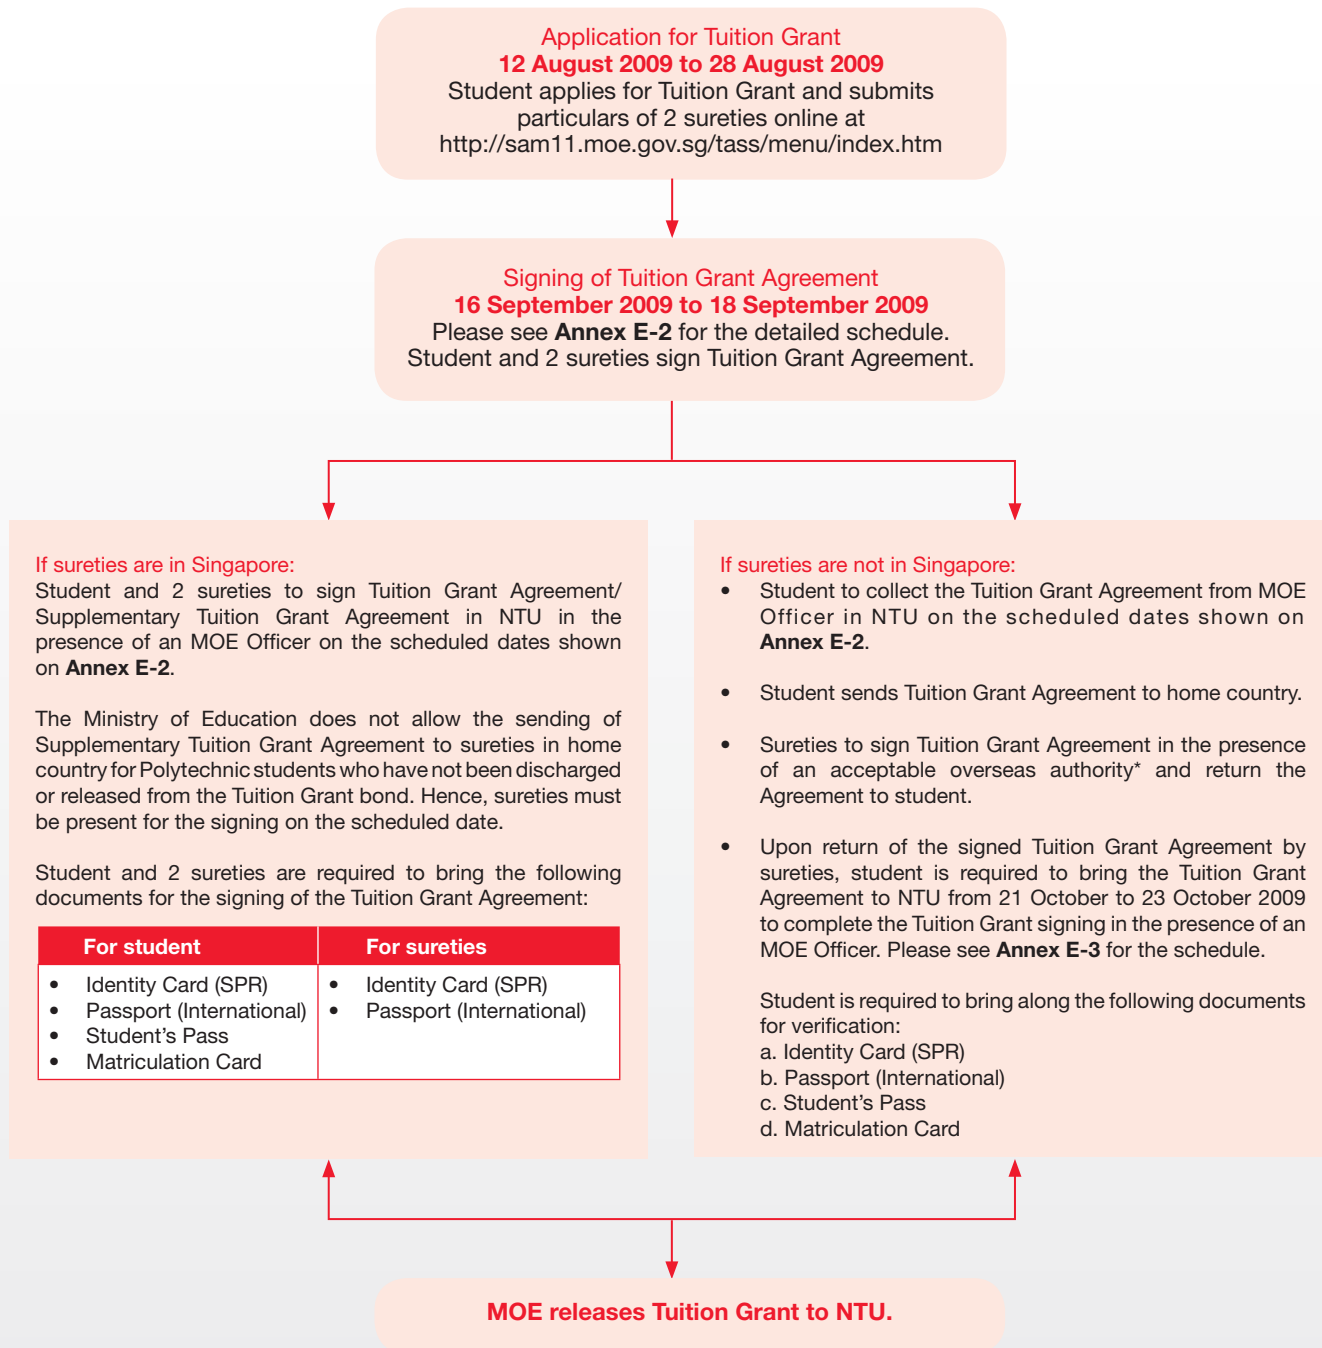 Application for Tuition Grant
12 August 2009 to 28 August 2009
Student applies for Tuition Grant and submits
particulars of 2 sureties online at
http://sam11.moe.gov.sg/tass/menu/index.htm
Signing of Tuition Grant Agreement
16 September 2009 to 18 September 2009
Please see Annex E-2 for the detailed schedule.
Student and 2 sureties sign Tuition Grant Agreement.
If sureties are in Singapore:
Student and 2 sureties to sign Tuition Grant Agreement/
Supplementary Tuition Grant Agreement in NTU in the
presence of an MOE Officer on the scheduled dates shown
on Annex E-2.
The Ministry of Education does not allow the sending of
Supplementary Tuition Grant Agreement to sureties in home
country for Polytechnic students who have not been discharged
or released from the Tuition Grant bond. Hence, sureties must
be present for the signing on the scheduled date.
Student and 2 sureties are required to bring the following
documents for the signing of the Tuition Grant Agreement:
For student
• Identity Card (SPR)
• Passport (International)
• Student's Pass
• Matriculation Card
For sureties
• Identity Card (SPR)
• Passport (International)
If sureties are not in Singapore:
• Student to collect the Tuition Grant Agreement from MOE
Officer in NTU on the scheduled dates shown on
Annex E-2.
• Student sends Tuition Grant Agreement to home country.
• Sureties to sign Tuition Grant Agreement in the presence
of an acceptable overseas authority* and return the
Agreement to student.
• Upon return of the signed Tuition Grant Agreement by
sureties, student is required to bring the Tuition Grant
Agreement to NTU from 21 October to 23 October 2009
to complete the Tuition Grant signing in the presence of an
MOE Officer. Please see Annex E-3 for the schedule.
Student is required to bring along the following documents
for verification:
a. Identity Card (SPR)
b. Passport (International)
c. Student's Pass
d. Matriculation Card
MOE releases Tuition Grant to NTU.